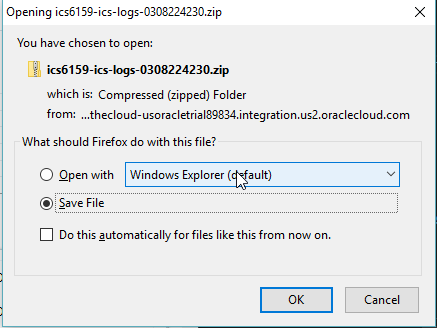 Opening ics6159-ics-logs-0308224230.zip
You have chosen to open:
ics6159-ics-logs-0308224230.zip
which is: Compressed (zipped) Folder
from: ...thecloud-usoracletrial89834.integration.us2.oraclecloud.com
What should Firefox do with this file?
Open with Windows Explorer (default)
Save File
Do this automatically for files like this from now on.
OK Cancel